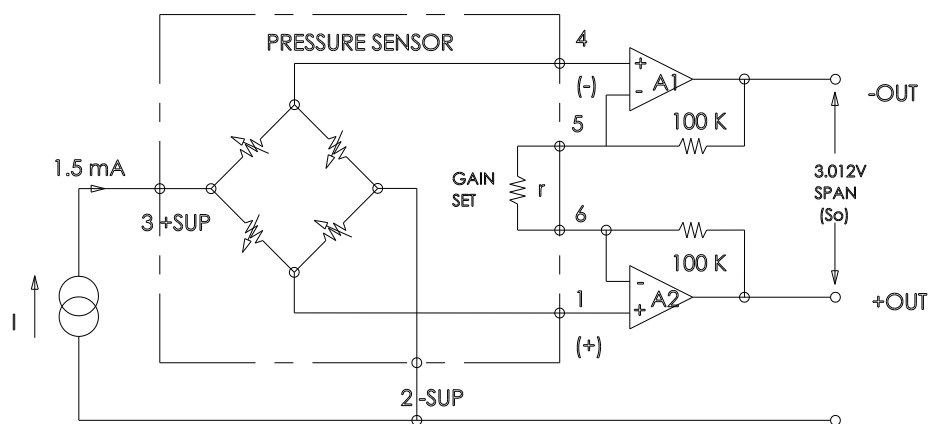 PRESSURE SENSOR
4
(-)
+
-
A1
-OUT
5
100 K
1.5 mA
GAIN
SET
r
3.012V
SPAN
(So)
3 +SUP
6
100 K
-
+
A2
+OUT
1
(+)
I
2 -SUP